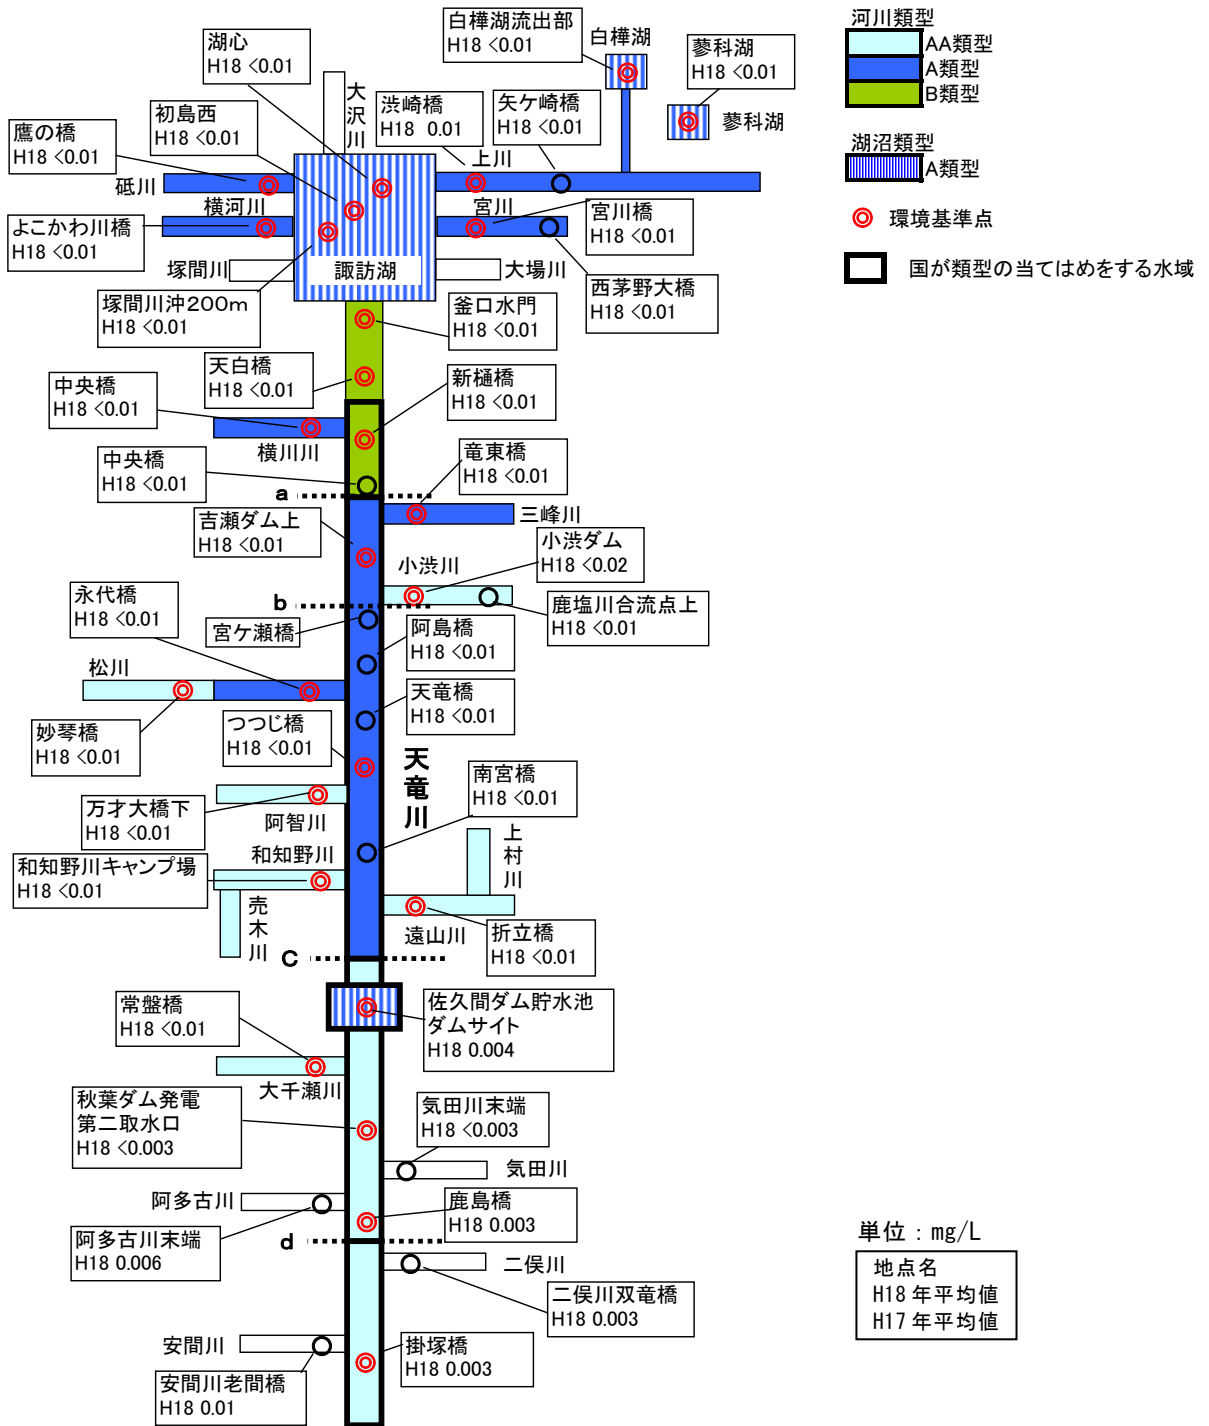 湖心
H18 <0.01
白樺湖流出部
H18 <0.01
白樺湖
蓼科湖
H18 <0.01
蓼科湖
河川類型
AA類型
A類型
B類型
湖沼類型
A類型
環境基準点
国が類型の当てはめをする水域
初島西
H18 <0.01
大沢川
渋崎橋
H18 0.01
矢ケ崎橋
H18 <0.01
上川
鷹の橋
H18 <0.01
砥川
横河川
よこかわ川橋
H18 <0.01
宮川
宮川橋
H18 <0.01
塚間川
諏訪湖
大場川
西茅野大橋
H18 <0.01
塚間川沖200m
H18 <0.01
釜口水門
H18 <0.01
天白橋
H18 <0.01
中央橋
H18 <0.01
新樋橋
H18 <0.01
横川川
中央橋
H18 <0.01
竜東橋
H18 <0.01
a
三峰川
吉瀬ダム上
H18 <0.01
小渋ダム
H18 <0.02
小渋川
永代橋
H18 <0.01
b
鹿塩川合流点上
H18 <0.01
宮ケ瀬橋
阿島橋
H18 <0.01
松川
天竜橋
H18 <0.01
妙琴橋
H18 <0.01
つつじ橋
H18 <0.01
天竜川
南宮橋
H18 <0.01
万才大橋下
H18 <0.01
阿智川
上村川
和知野川
和知野川キャンプ場
H18 <0.01
売木川
遠山川
折立橋
H18 <0.01
C
常盤橋
H18 <0.01
佐久間ダム貯水池
ダムサイト
H18 0.004
大千瀬川
秋葉ダム発電
第二取水口
H18 <0.003
気田川末端
H18 <0.003
気田川
阿多古川
鹿島橋
H18 0.003
阿多古川末端
H18 0.006
d
二俣川
二俣川双竜橋
H18 0.003
安間川
掛塚橋
H18 0.003
安間川老間橋
H18 0.01
単位：mg/L
地点名
H18 年平均値
H17 年平均値